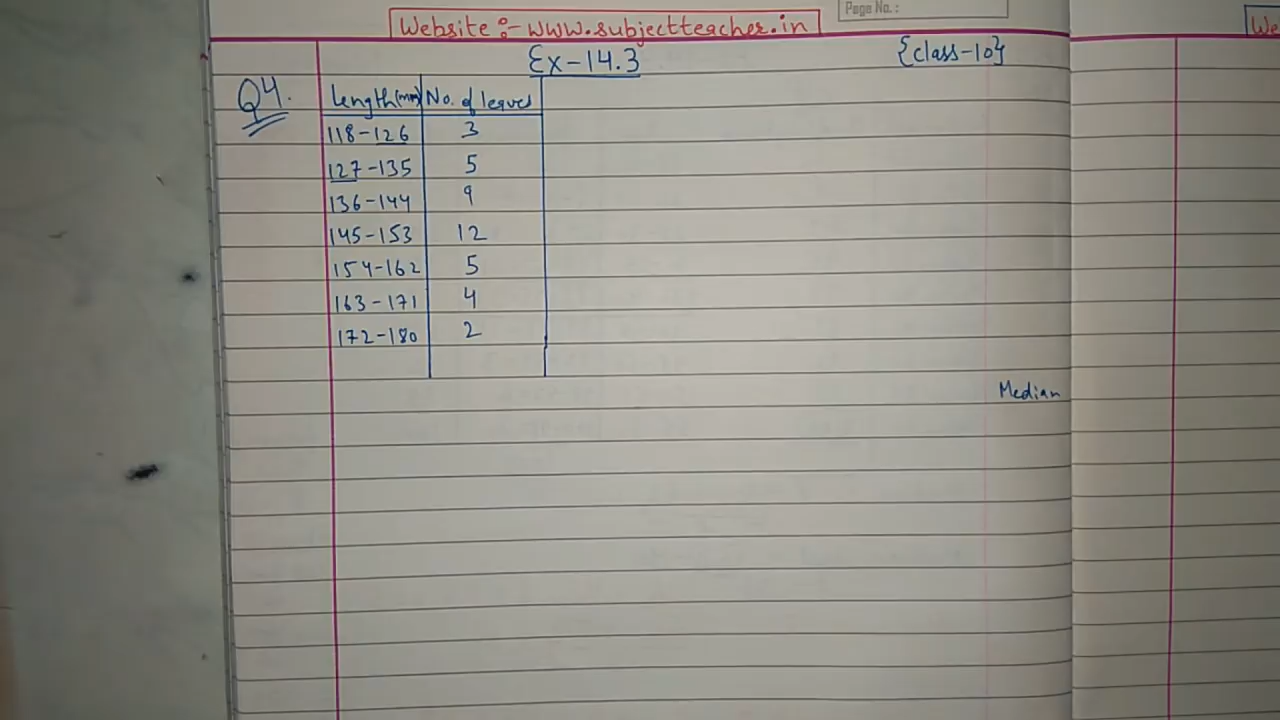 Page No.:
Website :- www.subjectteacher.in
Ex-14.3
{class-10}
Q4.
Length(mm) No. of leaves
118-126 3
127-135 5
136-144 9
145-153 12
154-162 5
163-171 4
172-180 2
Median
We